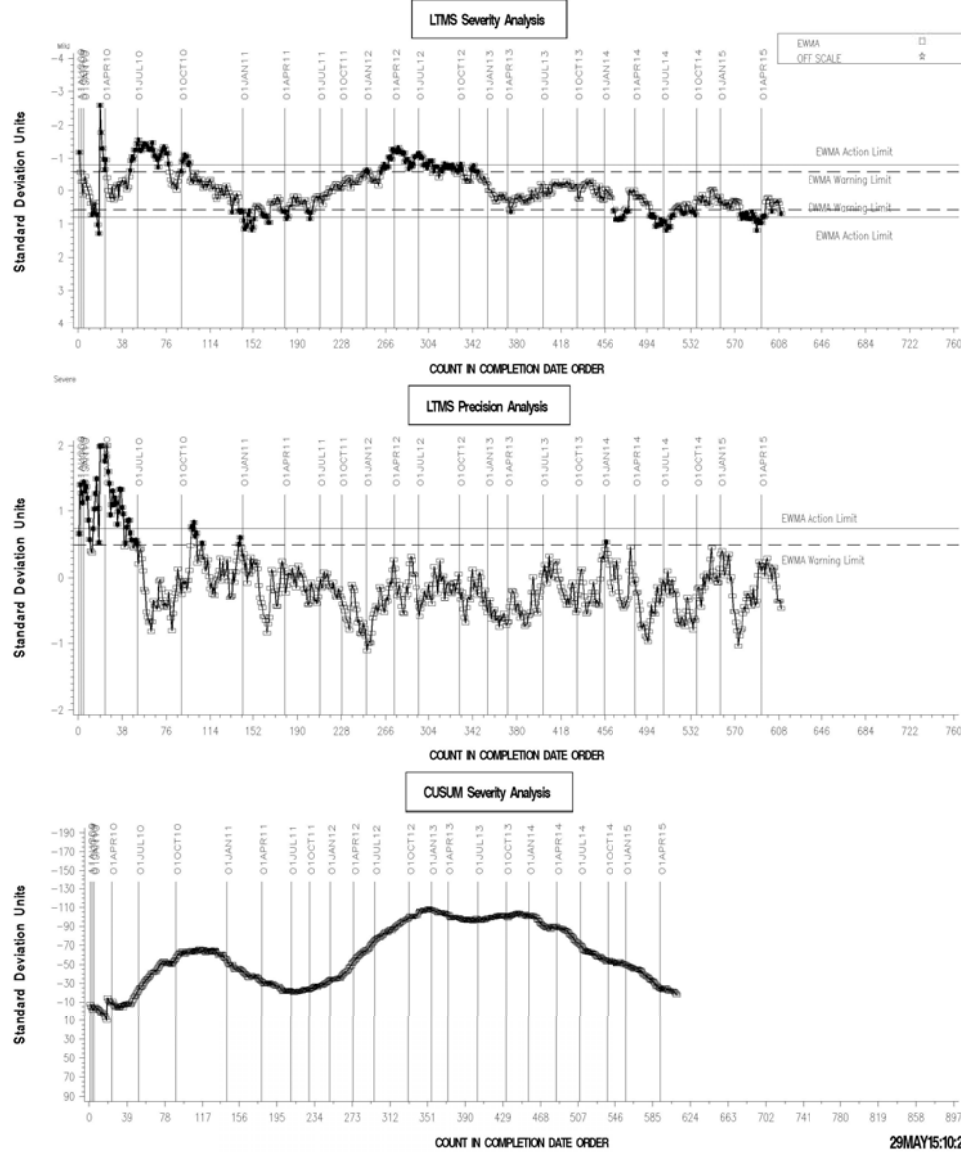 LTMS Severity Analysis
Mild
EWMA
OFF SCALE
-4
-3
-2
-1
0
1
2
3
4
01APR10
01JUL10
01OCT10
01JAN11
01APR11
01JUL11
01OCT11
01JAN12
01APR12
01JUL12
01OCT12
01JAN13
01APR13
01JUL13
01OCT13
01JAN14
01APR14
01JUL14
01OCT14
01JAN15
01APR15
Standard Deviation Units
EWMA Action Limit
EWMA Warning Limit
EWMA Warning Limit
EWMA Action Limit
0 38 76 114 152 190 228 266 304 342 380 418 456 494 532 570 608 646 684 722 760
COUNT IN COMPLETION DATE ORDER
Severe
LTMS Precision Analysis
2
1
0
-1
-2
01JUL10
01OCT10
01JAN11
01APR11
01JUL11
01OCT11
01JAN12
01APR12
01JUL12
01OCT12
01JAN13
01APR13
01JUL13
01OCT13
01JAN14
01APR14
01JUL14
01OCT14
01JAN15
01APR15
Standard Deviation Units
EWMA Action Limit
EWMA Warning Limit
0 38 76 114 152 190 228 266 304 342 380 418 456 494 532 570 608 646 684 722 760
COUNT IN COMPLETION DATE ORDER
CUSUM Severity Analysis
-190
-170
-150
-130
-110
-90
-70
-50
-30
-10
10
30
50
70
90
01APR10
01JUL10
01OCT10
01JAN11
01APR11
01JUL11
01OCT11
01JAN12
01APR12
01JUL12
01OCT12
01JAN13
01APR13
01JUL13
01OCT13
01JAN14
01APR14
01JUL14
01OCT14
01JAN15
01APR15
Standard Deviation Units
0 39 78 117 156 195 234 273 312 351 390 429 468 507 546 585 624 663 702 741 780 819 858 897
COUNT IN COMPLETION DATE ORDER
29MAY15:10:2